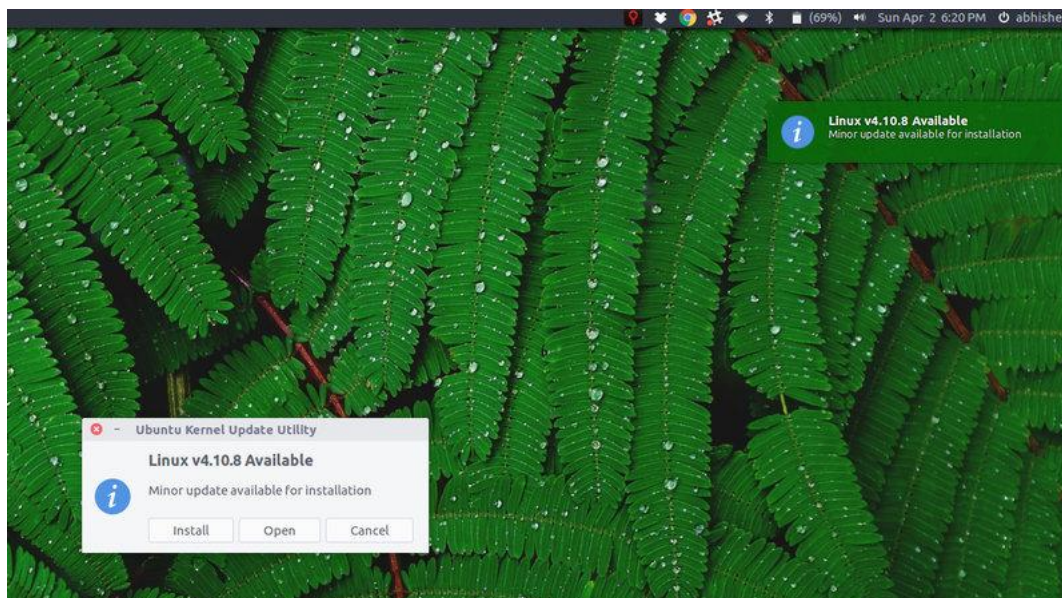 (69%) Sun Apr 2 6:20 PM abhishe
Linux v4.10.8 Available
Minor update available for installation
Ubuntu Kernel Update Utility
Linux v4.10.8 Available
Minor update available for installation
Install Open Cancel